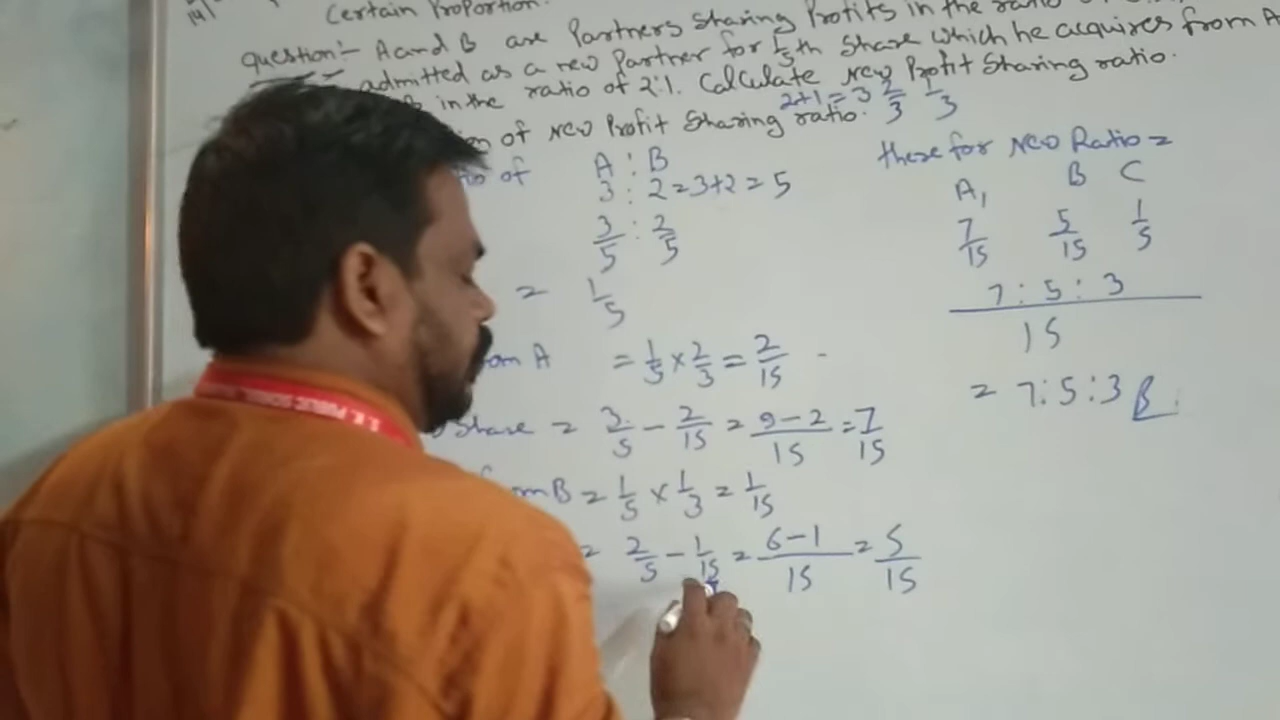 Certain Proportion.
question:- A and B are Partners Sharing Profits in the ratio
admitted as a new Partner for 1/5th Share which he acquires from A
in the ratio of 2:1. Calculate New Profit Sharing ratio.
2+1=3 2/3 1/3
of New Profit Sharing ratio.
of A : B
3 : 2 = 3+2 = 5
3/5 : 2/5
= 1/5
A = 1/5 × 2/3 = 2/15
Share = 3/5 - 2/15 = 9-2/15 = 7/15
B = 1/5 × 1/3 = 1/15
= 2/5 - 1/15 = 6-1/15 = 5/15
there for New Ratio =
A, B C
7/15 5/15 1/5
7 : 5 : 3
15
= 7:5:3